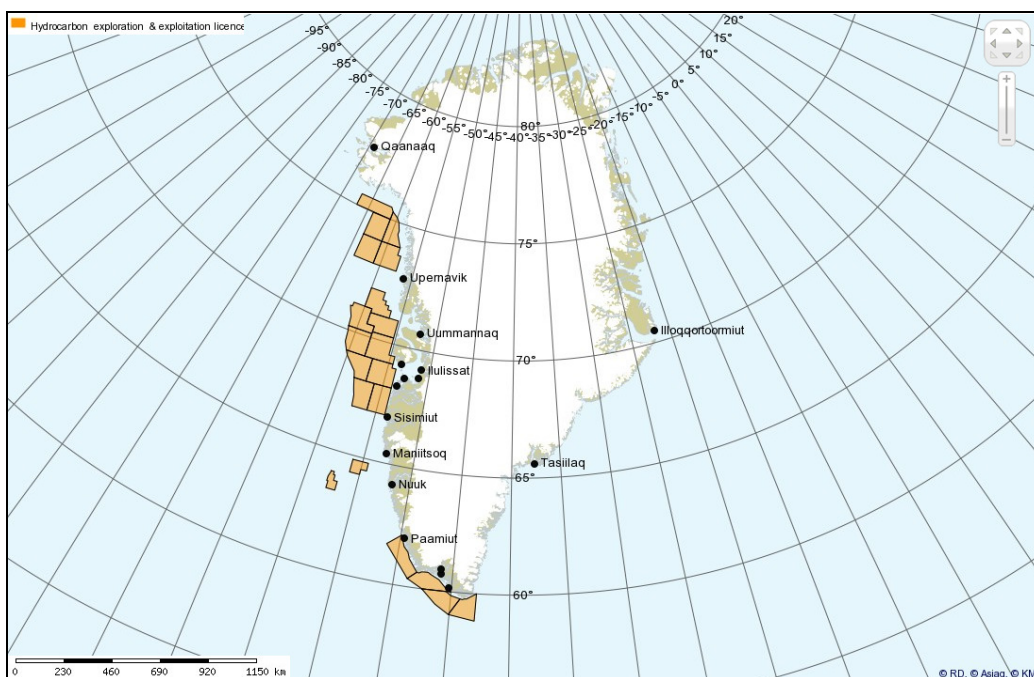 Hydrocarbon exploration & exploitation licence
-95°
-90°
-85°
-80°
-75°
-70°
-65°
-60°
-55°
-50°
-45°
-40°
-35°
-30°
-25°
-20°
-15°
-10°
-5°
0°
5°
10°
15°
20°
80°
Qaanaaq
75°
Upernavik
Uummannaq
Illoqqortoormiut
70°
Ilulissat
Sisimiut
Maniitsoq
Tasiilaq
65°
Nuuk
Paamiut
60°
0 230 460 690 920 1150 km
© RD, © Asiaq, © KM